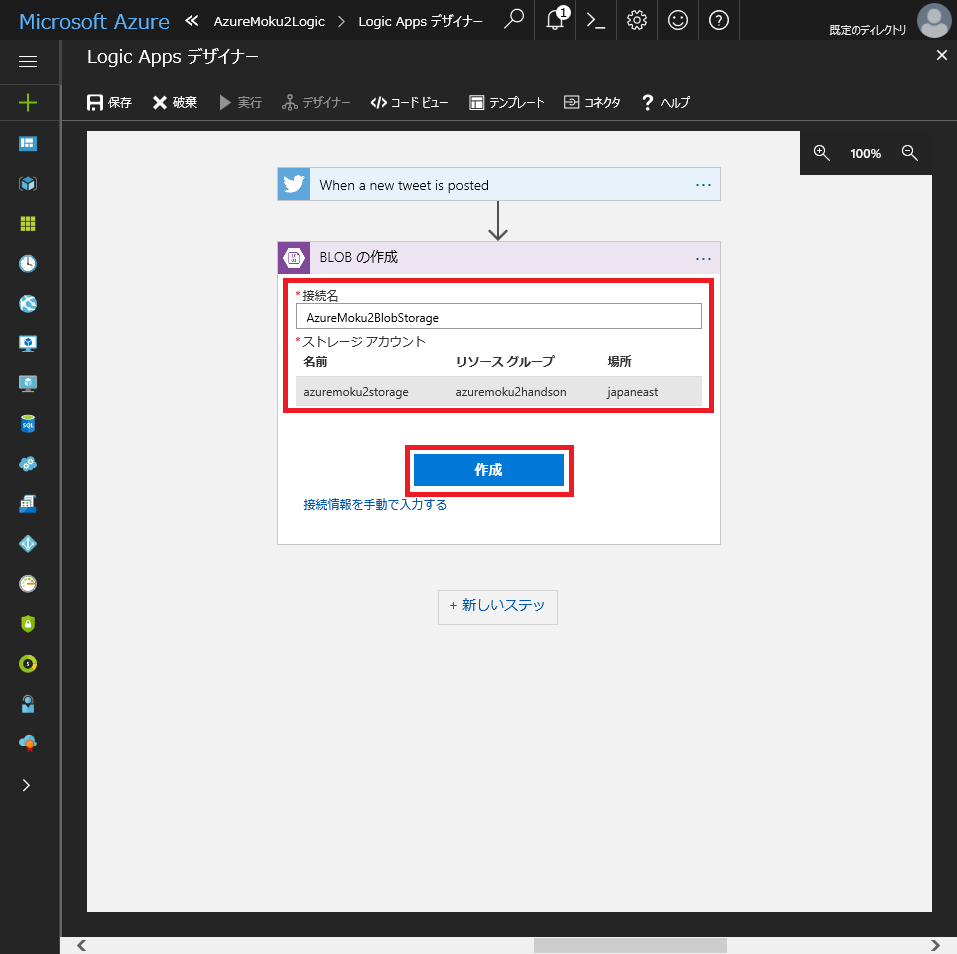 Microsoft Azure AzureMoku2Logic Logic Apps デザイナー 1 既定のディレクトリ
Logic Apps デザイナー
保存 破棄 実行 デザイナー コードビュー テンプレート コネクタ ヘルプ
100%
When a new tweet is posted
BLOB の作成
*接続名
AzureMoku2BlobStorage
*ストレージ アカウント
名前 リソース グループ 場所
azuremoku2storage azuremoku2handson japaneast
作成
接続情報を手動で入力する
+ 新しいステッ